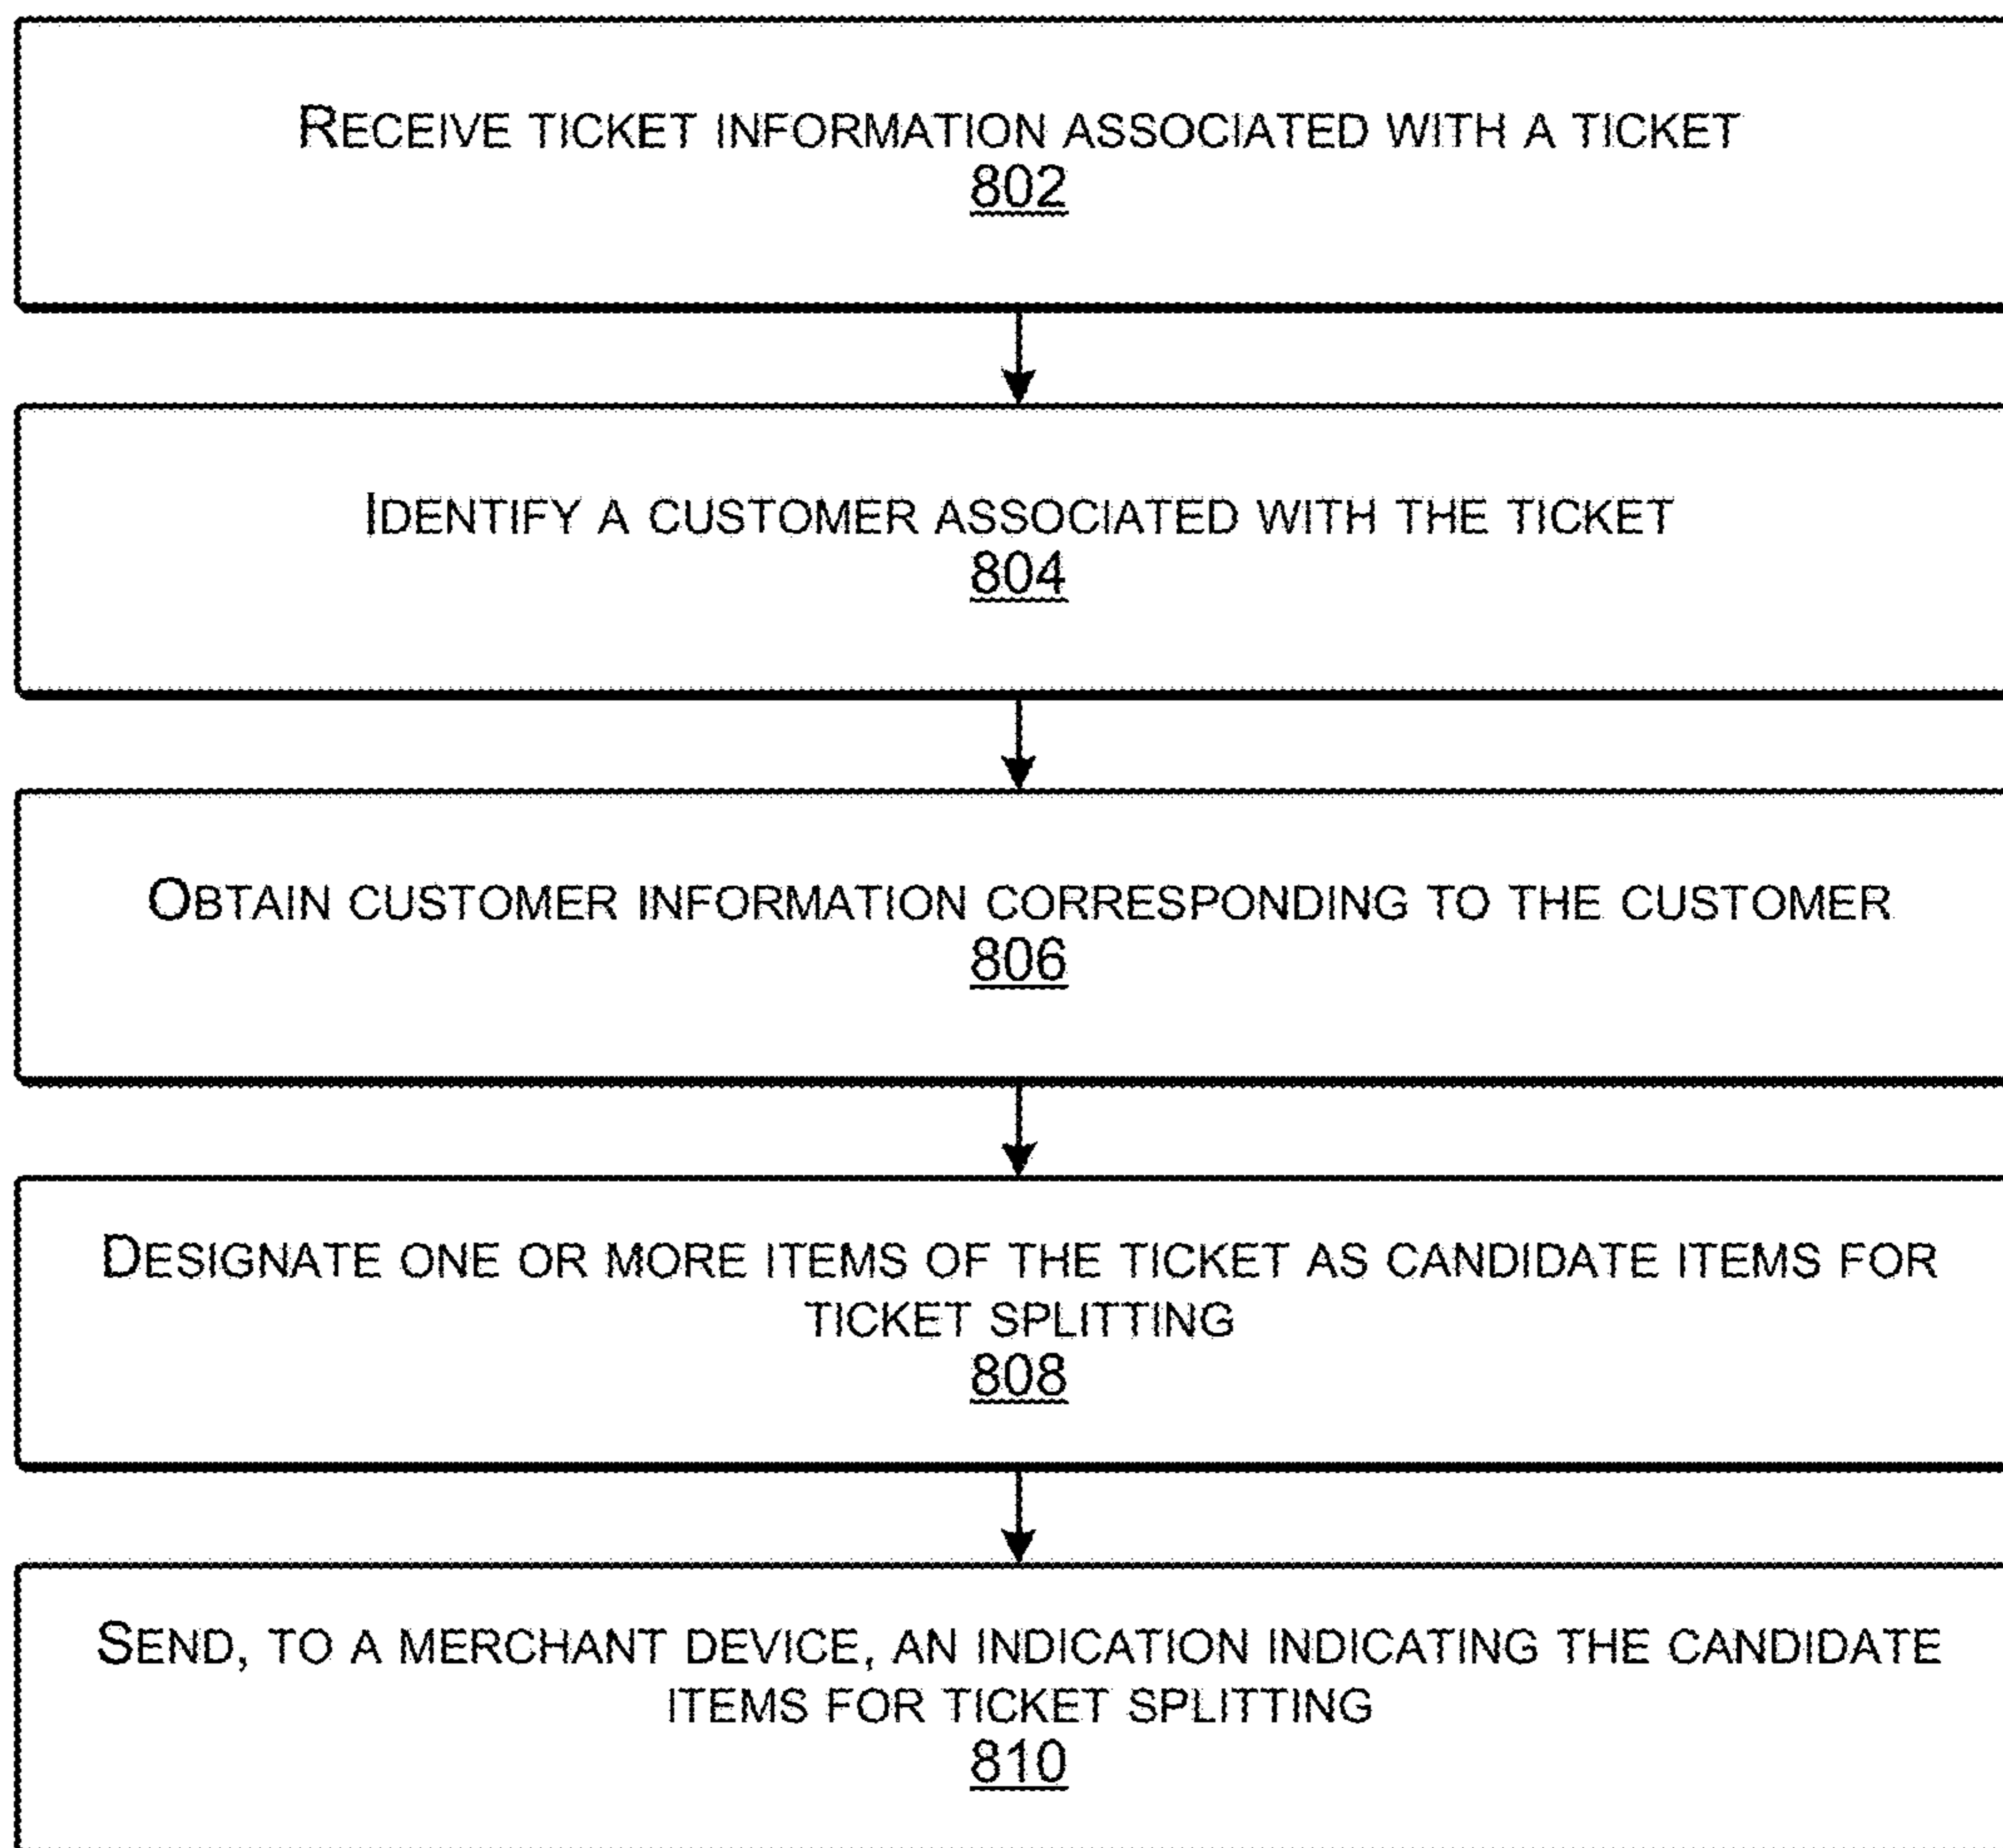 RECEIVE TICKET INFORMATION ASSOCIATED WITH A TICKET
802
IDENTIFY A CUSTOMER ASSOCIATED WITH THE TICKET
804
OBTAIN CUSTOMER INFORMATION CORRESPONDING TO THE CUSTOMER
806
DESIGNATE ONE OR MORE ITEMS OF THE TICKET AS CANDIDATE ITEMS FOR
TICKET SPLITTING
808
SEND, TO A MERCHANT DEVICE, AN INDICATION INDICATING THE CANDIDATE
ITEMS FOR TICKET SPLITTING
810